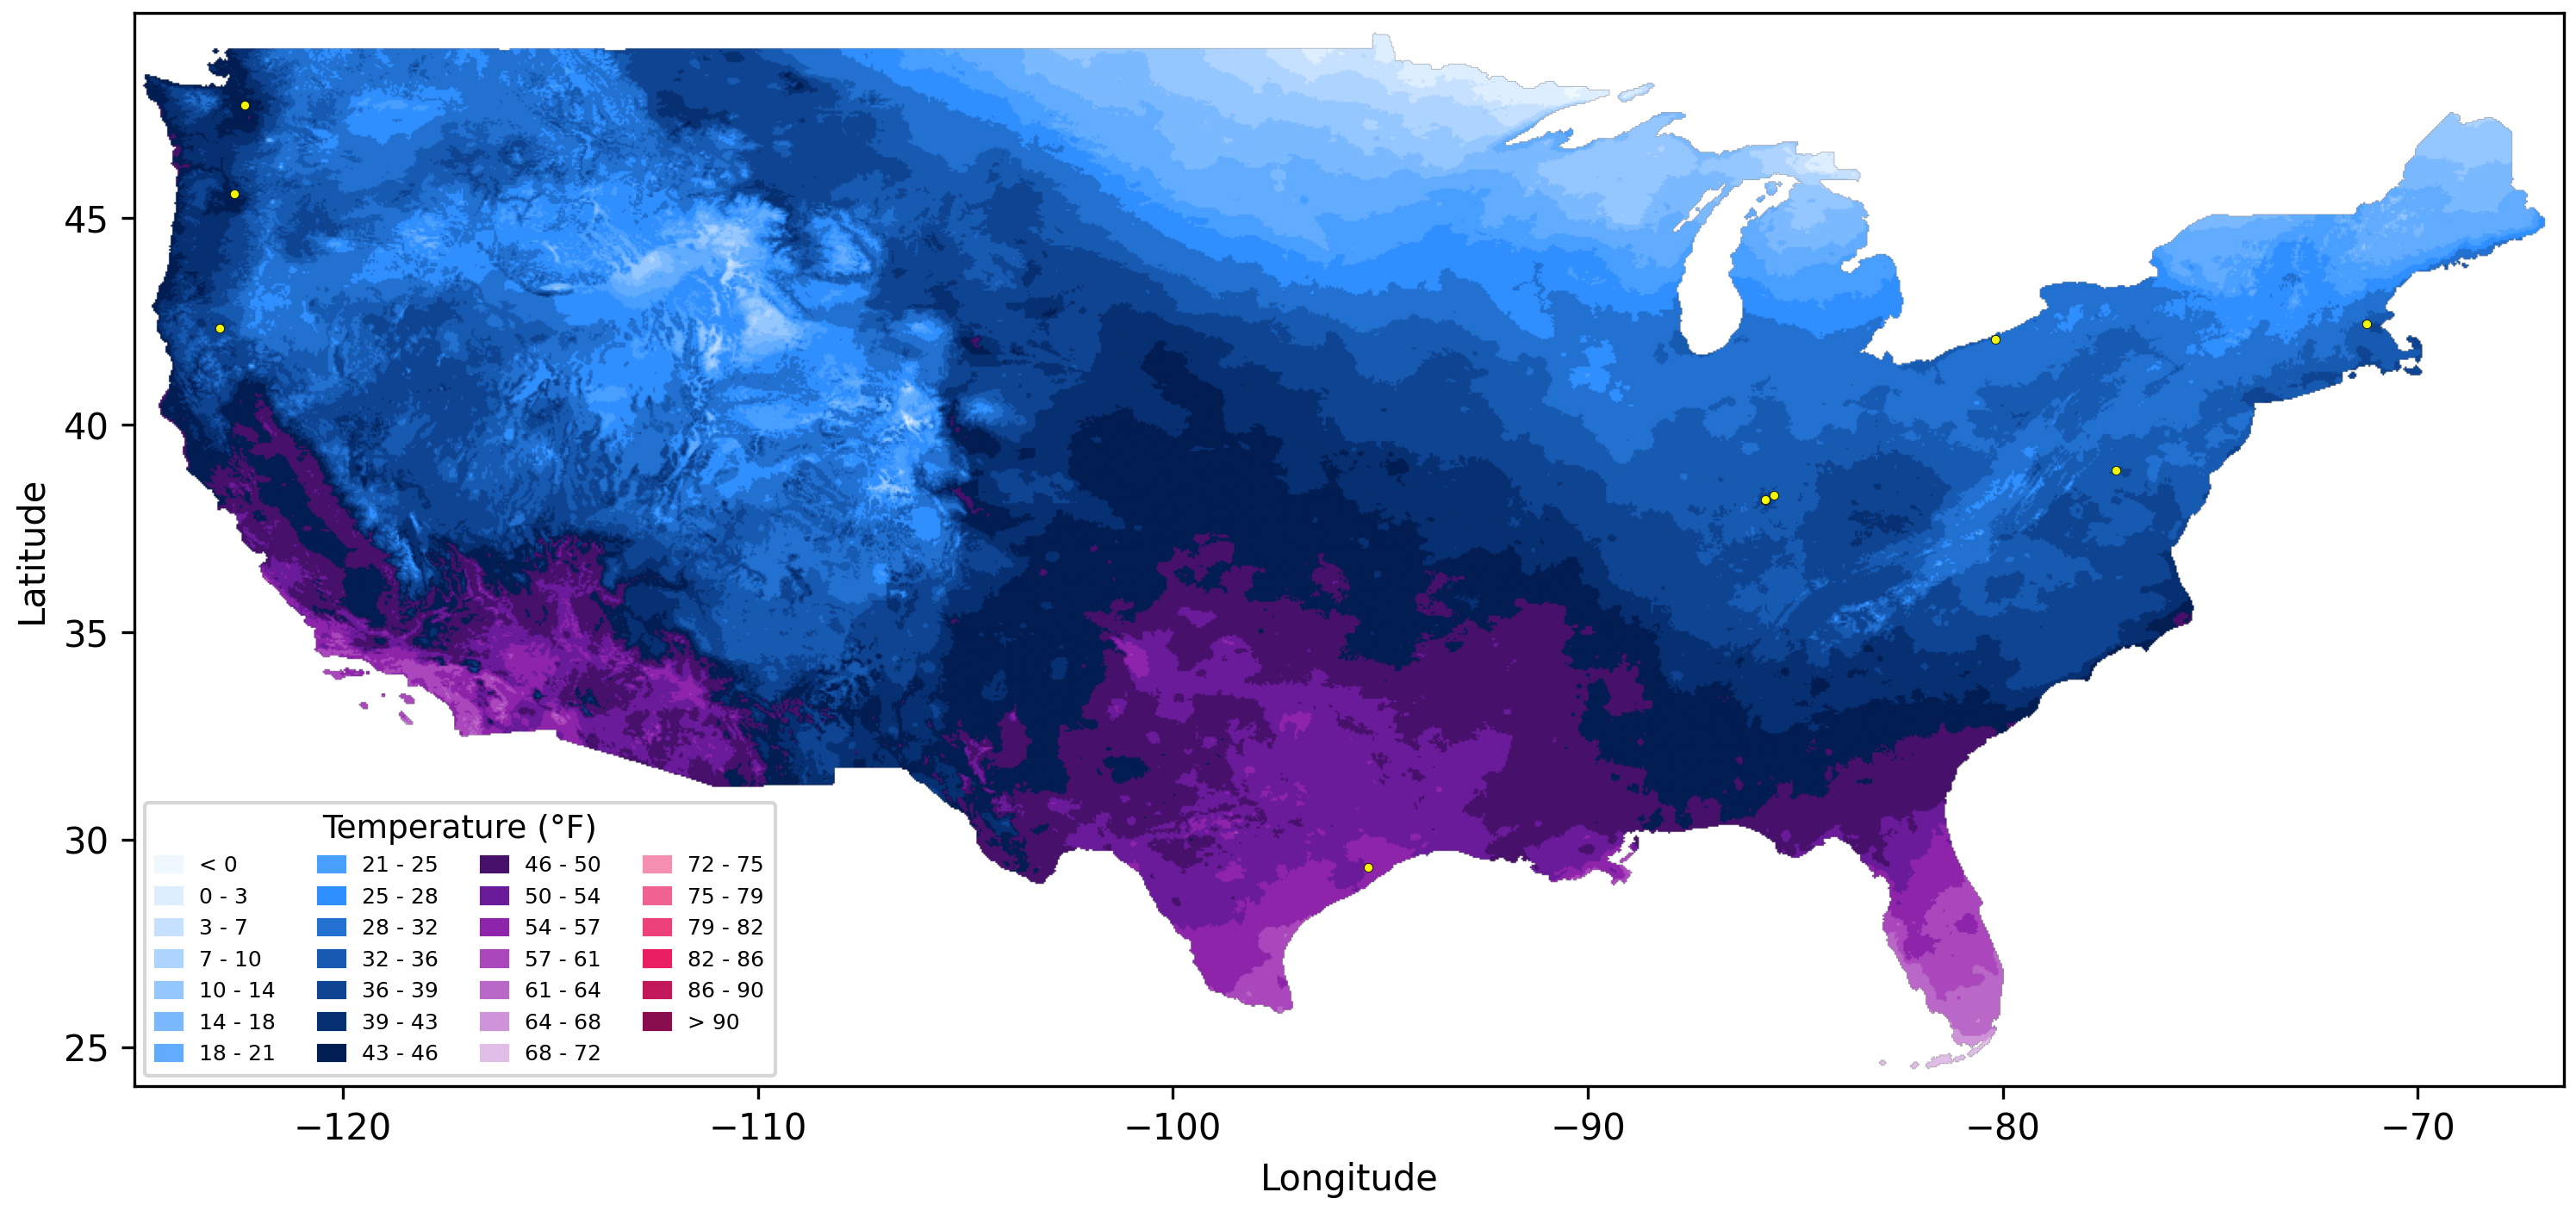 45
40
35
30
25
Latitude
Temperature (°F)
< 0
0 - 3
3 - 7
7 - 10
10 - 14
14 - 18
18 - 21
21 - 25
25 - 28
28 - 32
32 - 36
36 - 39
39 - 43
43 - 46
46 - 50
50 - 54
54 - 57
57 - 61
61 - 64
64 - 68
68 - 72
72 - 75
75 - 79
79 - 82
82 - 86
86 - 90
> 90
−120
−110
−100
−90
−80
−70
Longitude